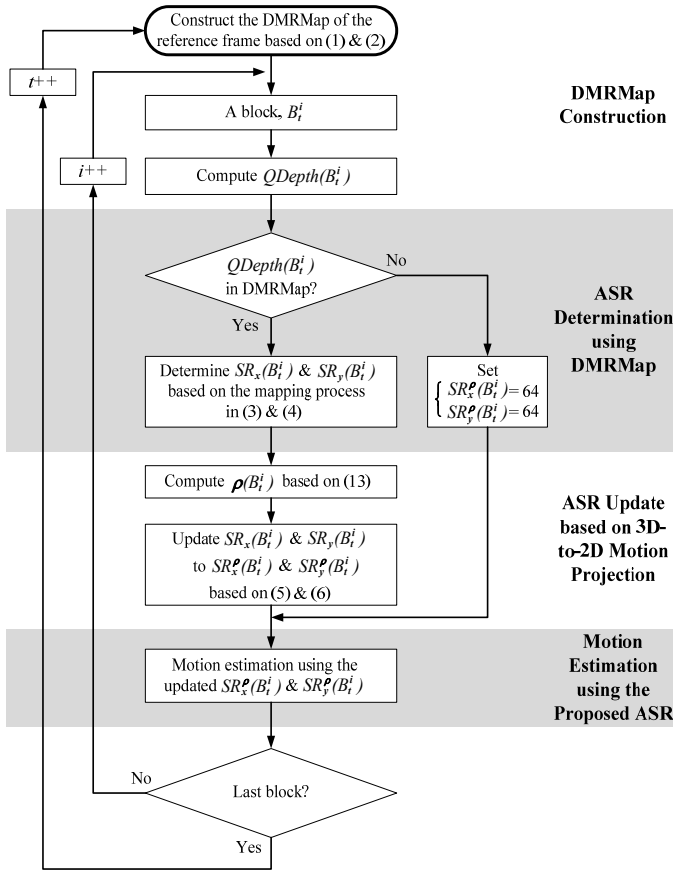 Construct the DMRMap of the
reference frame based on (1) & (2)
t++
DMRMap
Construction
A block, B_t^i
i++
Compute QDepth(B_t^i)
QDepth(B_t^i)
in DMRMap?
No
Yes
ASR
Determination
using
DMRMap
Determine SR_x(B_t^i) & SR_y(B_t^i)
based on the mapping process
in (3) & (4)
Set
{ SR_x^ρ(B_t^i) = 64
SR_y^ρ(B_t^i) = 64
Compute ρ(B_t^i) based on (13)
Update SR_x(B_t^i) & SR_y(B_t^i)
to SR_x^ρ(B_t^i) & SR_y^ρ(B_t^i)
based on (5) & (6)
ASR Update
based on 3D-
to-2D Motion
Projection
Motion estimation using the
updated SR_x^ρ(B_t^i) & SR_y^ρ(B_t^i)
Motion
Estimation
using the
Proposed ASR
No
Last block?
Yes